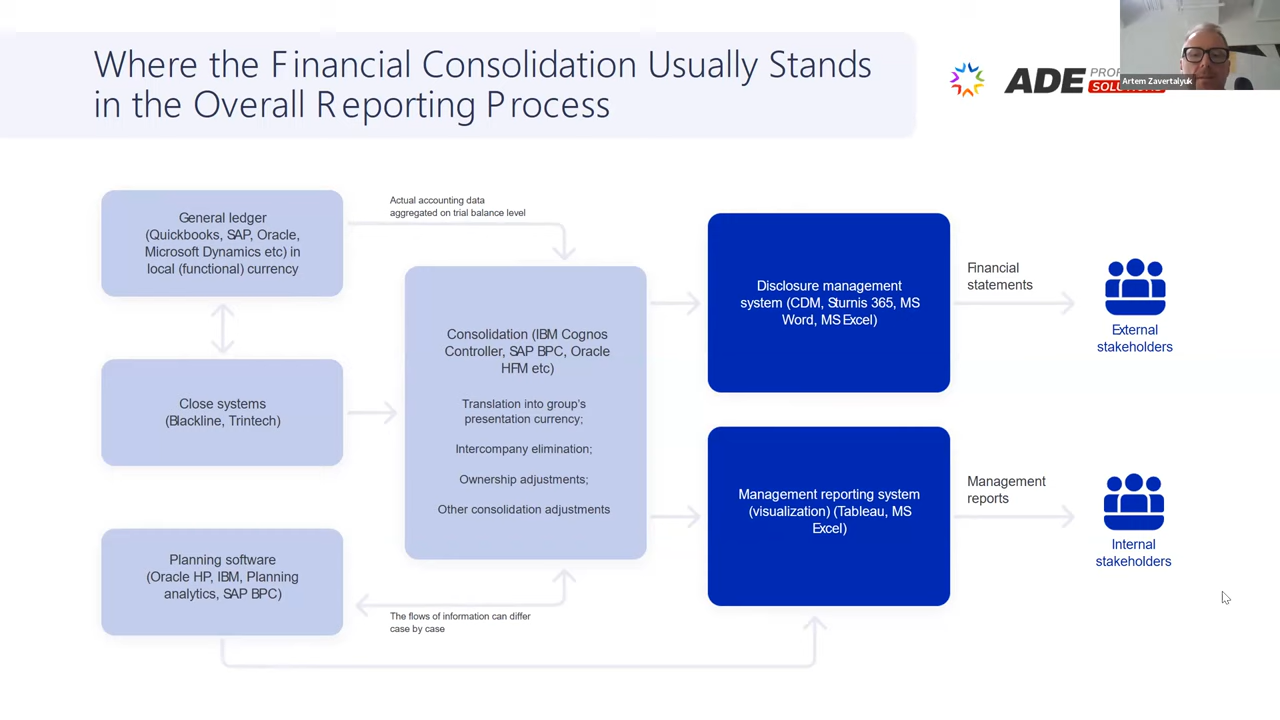 Where the Financial Consolidation Usually Stands
in the Overall Reporting Process
ADE
Artem Zavertalyuk
General ledger
(Quickbooks, SAP, Oracle,
Microsoft Dynamics etc) in
local (functional) currency
Actual accounting data
aggregated on trial balance level
Close systems
(Blackline, Trintech)
Planning software
(Oracle HP, IBM, Planning
analytics, SAP BPC)
Consolidation (IBM Cognos
Controller, SAP BPC, Oracle
HFM etc)
Translation into group's
presentation currency;
Intercompany elimination;
Ownership adjustments;
Other consolidation adjustments
The flows of information can differ
case by case
Disclosure management
system (CDM, Sturnis 365, MS
Word, MS Excel)
Management reporting system
(visualization) (Tableau, MS
Excel)
Financial
statements
External
stakeholders
Management
reports
Internal
stakeholders